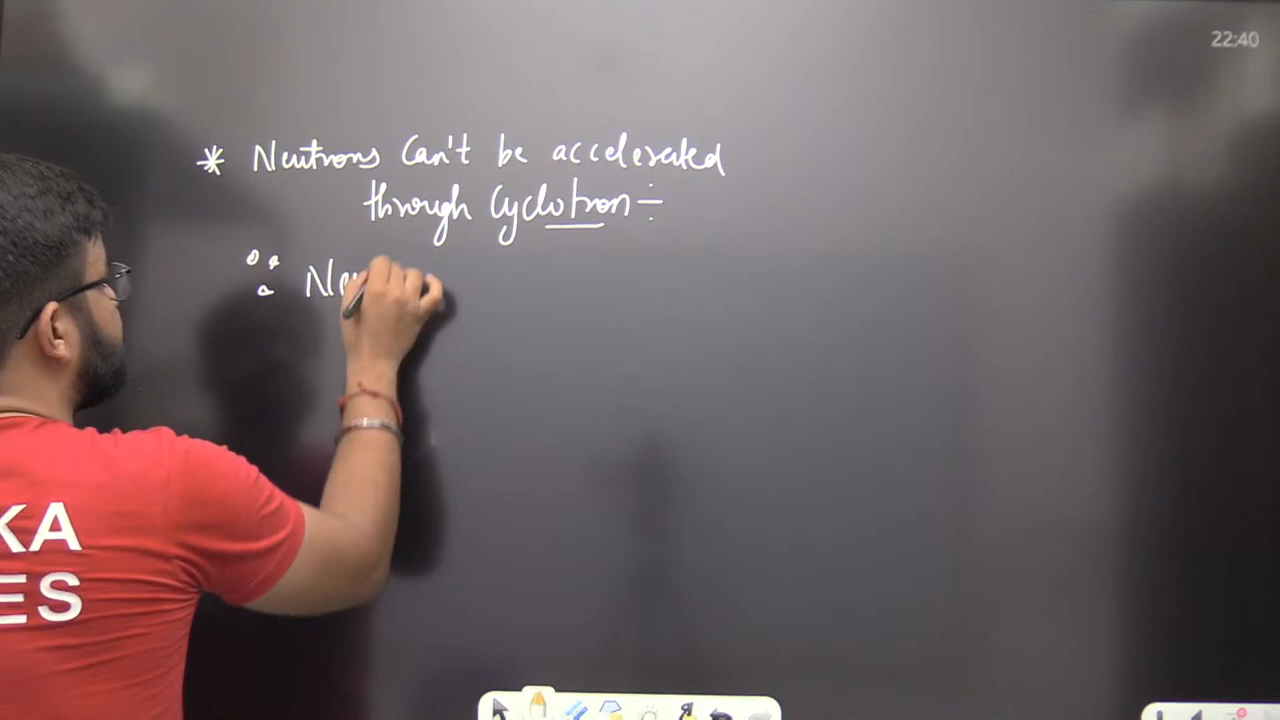 22:40
* Neutrons Can't be accelerated
through Cyclotron ÷
∵ Ne
KA
ES